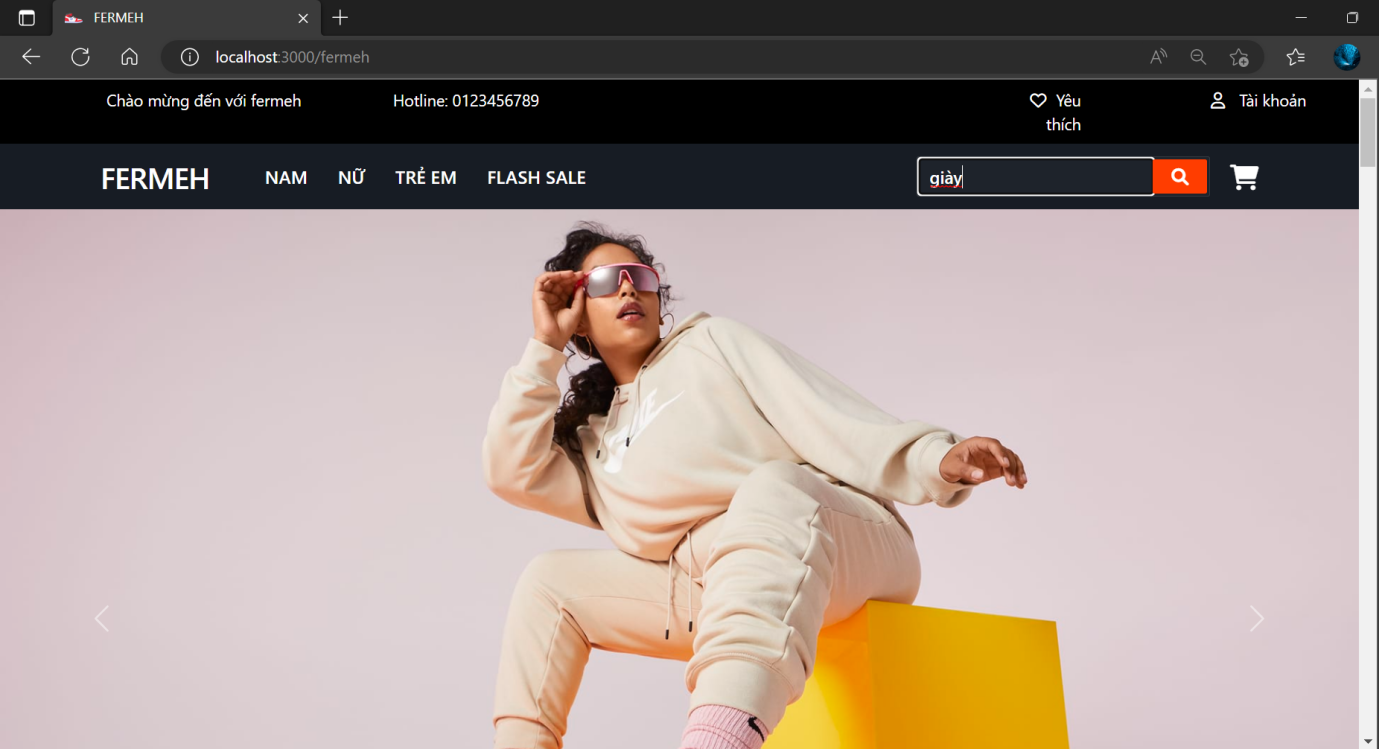 FERMEH
localhost:3000/fermeh
Chào mừng đến với fermeh
Hotline: 0123456789
Yêu
thích
Tài khoản
FERMEH
NAM
NỮ
TRẺ EM
FLASH SALE
giày
NIKE